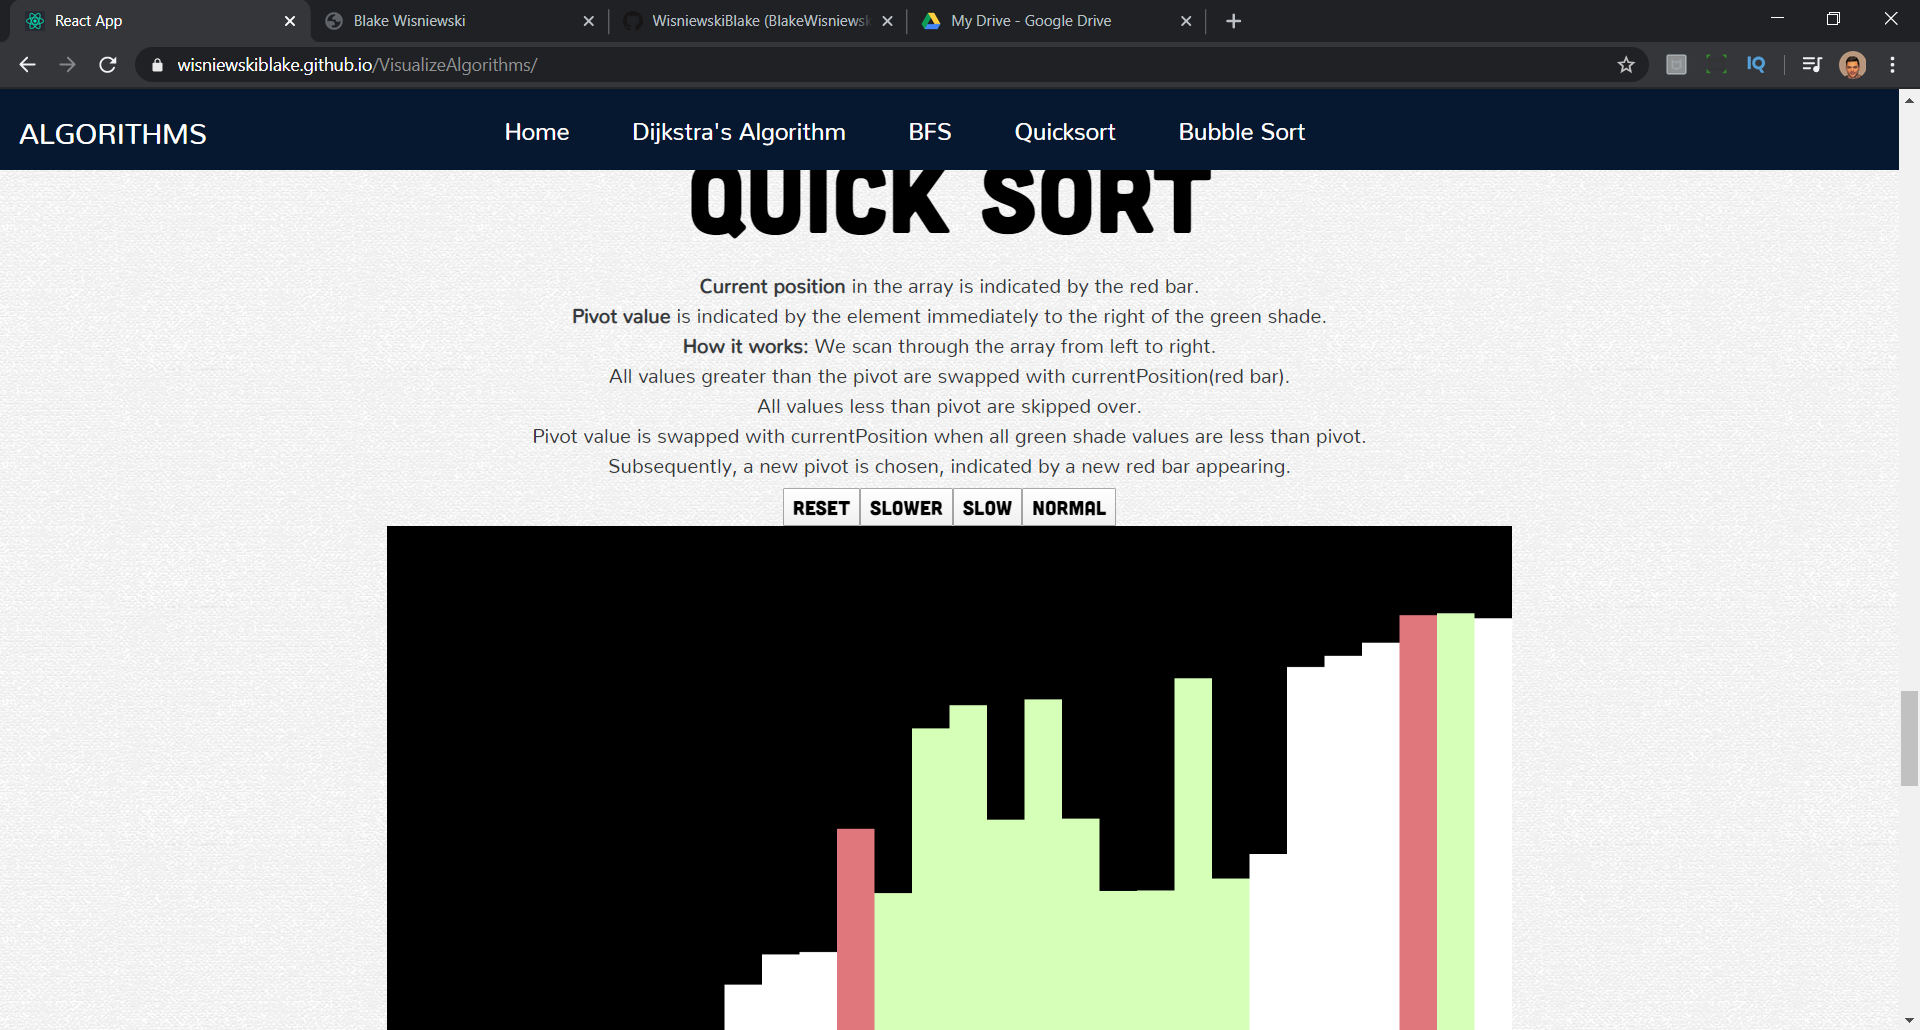 React App
Blake Wisniewski
WisniewskiBlake (BlakeWisniewsk
My Drive - Google Drive
wisniewskiblake.github.io/VisualizeAlgorithms/
IQ
ALGORITHMS
Home
Dijkstra's Algorithm
BFS
Quicksort
Bubble Sort
QUICK SORT
Current position in the array is indicated by the red bar.
Pivot value is indicated by the element immediately to the right of the green shade.
How it works: We scan through the array from left to right.
All values greater than the pivot are swapped with currentPosition(red bar).
All values less than pivot are skipped over.
Pivot value is swapped with currentPosition when all green shade values are less than pivot.
Subsequently, a new pivot is chosen, indicated by a new red bar appearing.
RESET
SLOWER
SLOW
NORMAL